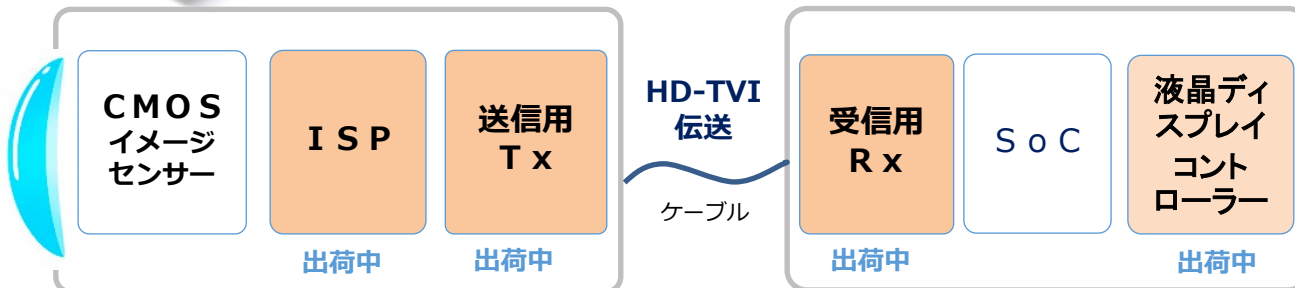 CMOS
イメージ
センサー
ISP
送信用
Tx
HD-TVI
伝送
ケーブル
受信用
Rx
SoC
液晶ディ
スプレイ
コント
ローラー
出荷中
出荷中
出荷中
出荷中